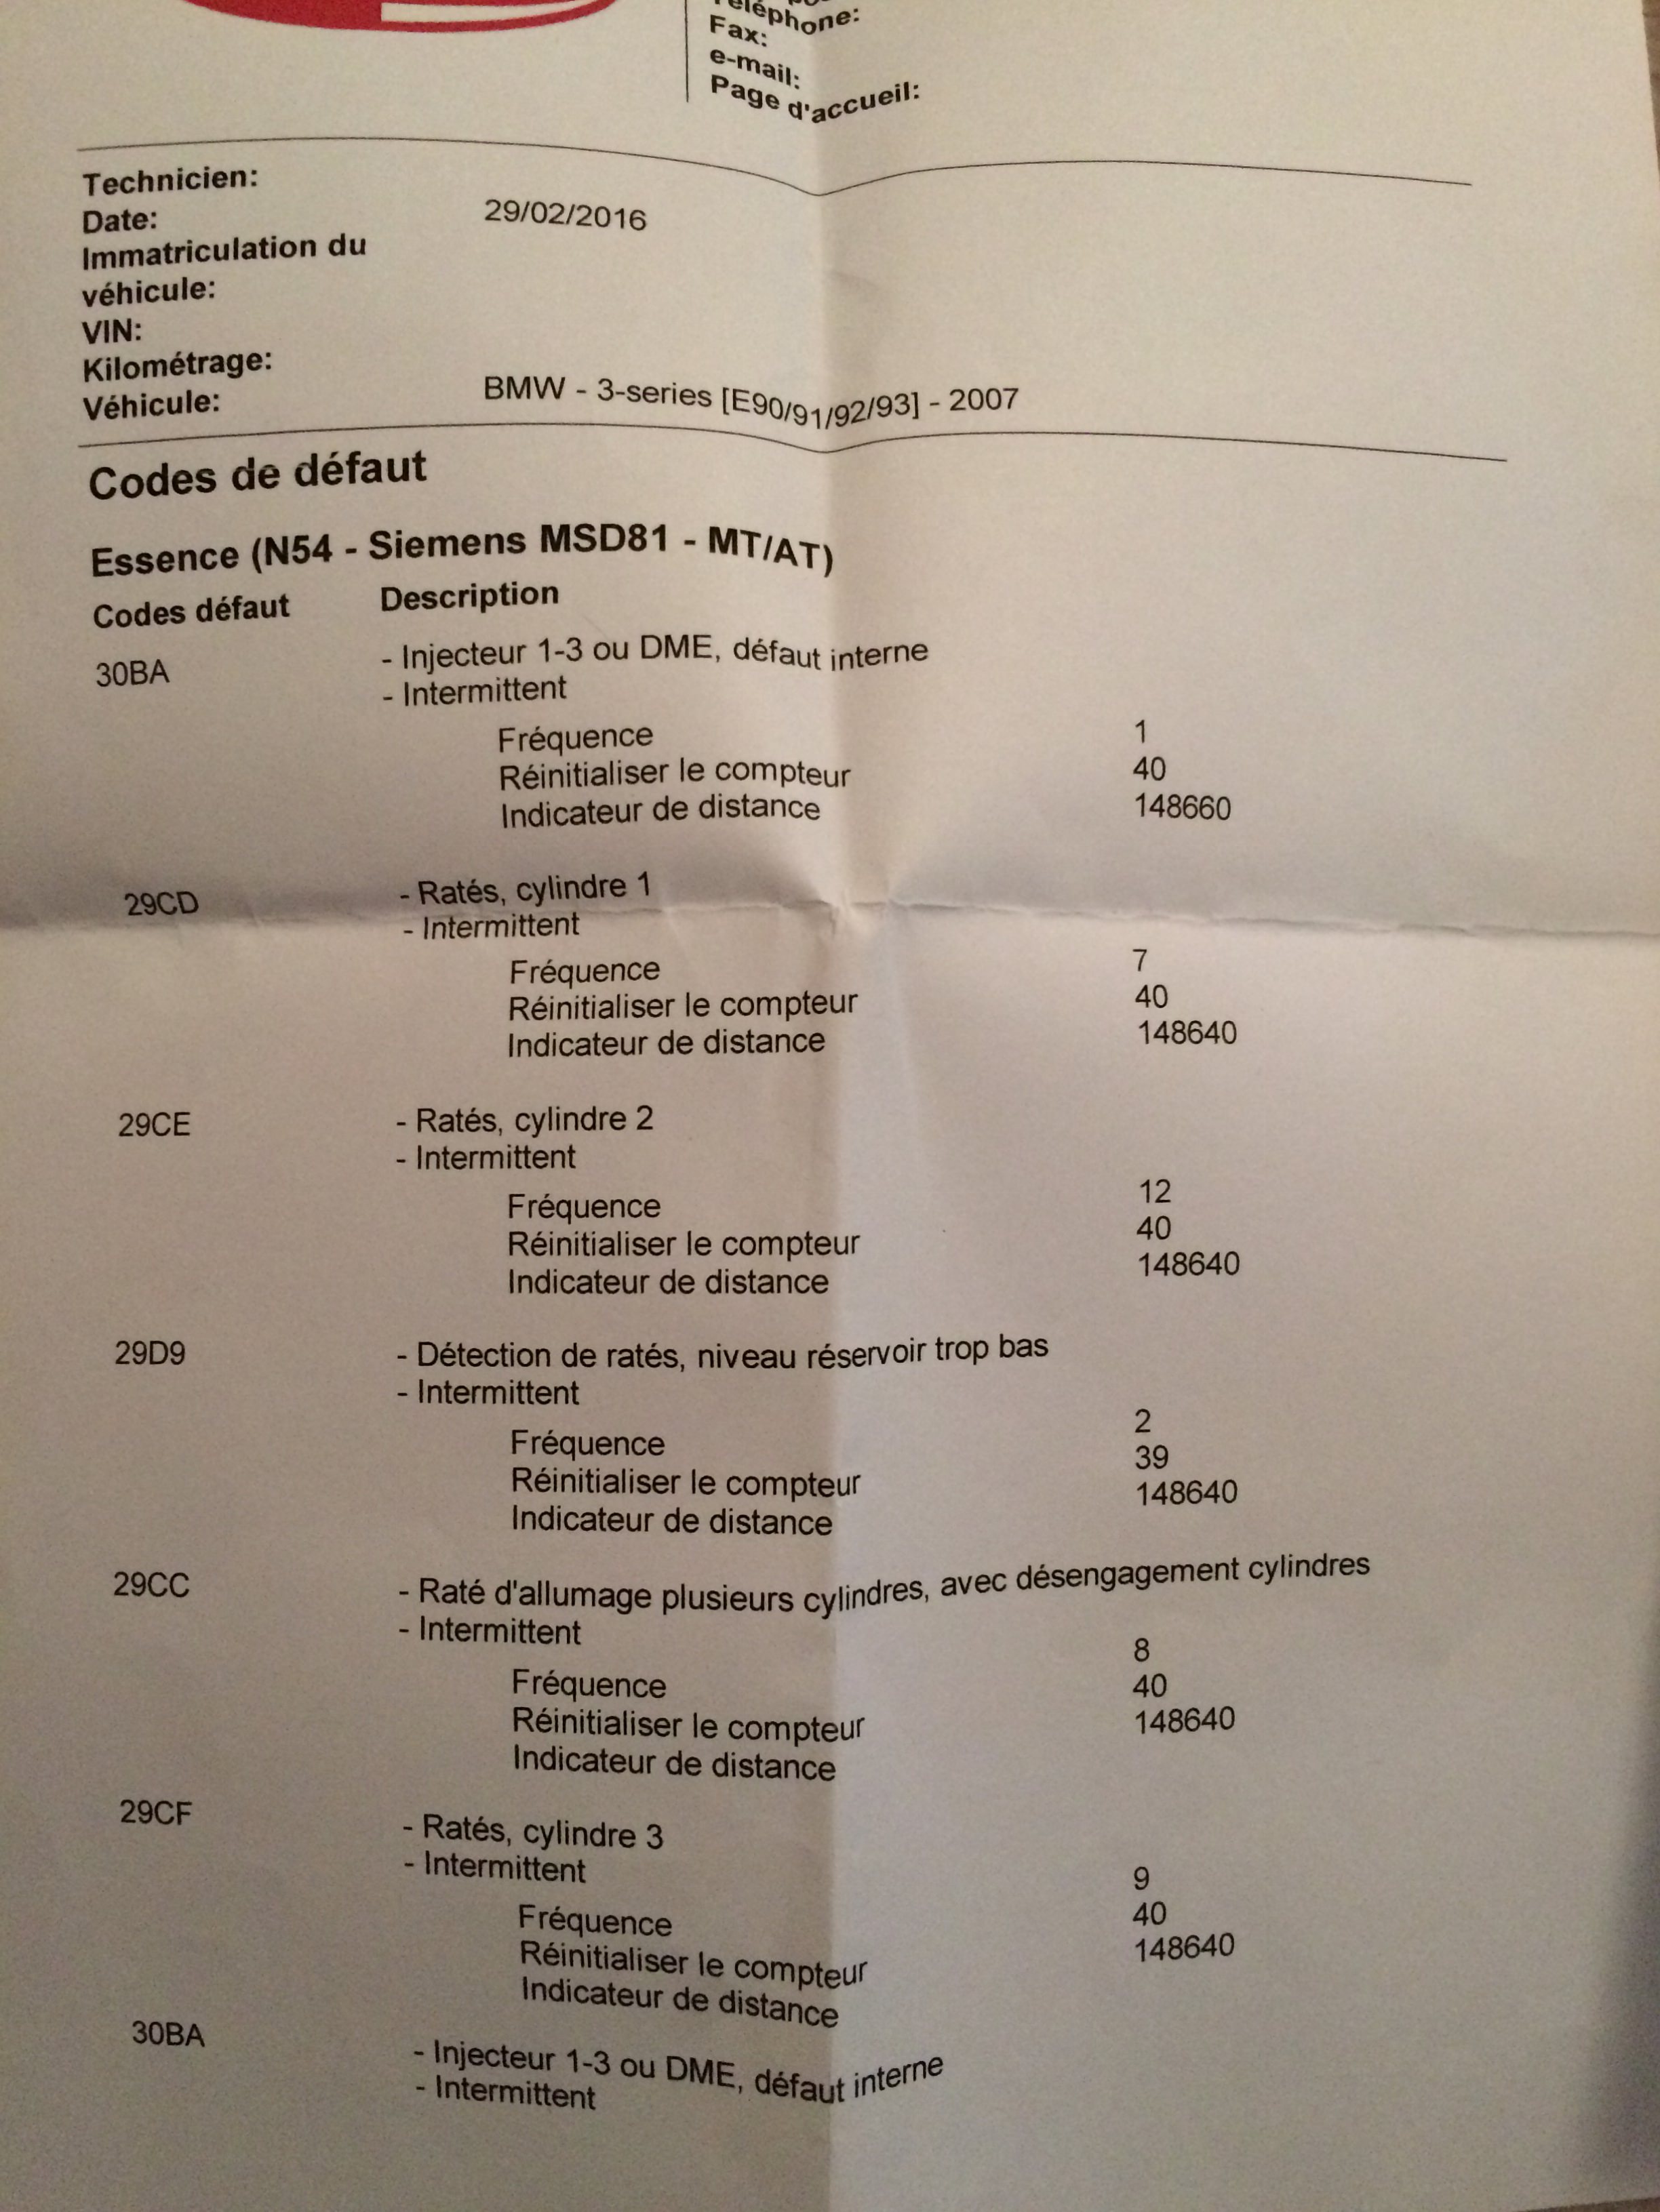 Téléphone:
Fax:
e-mail:
Page d'accueil:
Technicien:
Date: 29/02/2016
Immatriculation du
véhicule:
VIN:
Kilométrage:
Véhicule: BMW - 3-series [E90/91/92/93] - 2007
Codes de défaut
Essence (N54 - Siemens MSD81 - MT/AT)
Codes défaut Description
30BA - Injecteur 1-3 ou DME, défaut interne
- Intermittent
Fréquence 1
Réinitialiser le compteur 40
Indicateur de distance 148660
29CD - Ratés, cylindre 1
- Intermittent
Fréquence 7
Réinitialiser le compteur 40
Indicateur de distance 148640
29CE - Ratés, cylindre 2
- Intermittent
Fréquence 12
Réinitialiser le compteur 40
Indicateur de distance 148640
29D9 - Détection de ratés, niveau réservoir trop bas
- Intermittent
Fréquence 2
Réinitialiser le compteur 39
Indicateur de distance 148640
29CC - Raté d'allumage plusieurs cylindres, avec désengagement cylindres
- Intermittent
Fréquence 8
Réinitialiser le compteur 40
Indicateur de distance 148640
29CF - Ratés, cylindre 3
- Intermittent
Fréquence 9
Réinitialiser le compteur 40
Indicateur de distance 148640
30BA - Injecteur 1-3 ou DME, défaut interne
- Intermittent